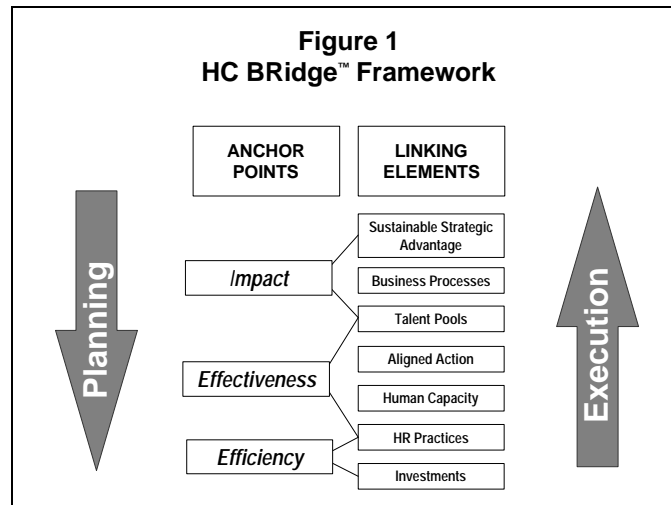 Figure 1
HC BRidge™ Framework
ANCHOR
POINTS
LINKING
ELEMENTS
Sustainable Strategic
Advantage
Impact
Business Processes
Talent Pools
Aligned Action
Effectiveness
Human Capacity
HR Practices
Efficiency
Investments
Planning
Execution